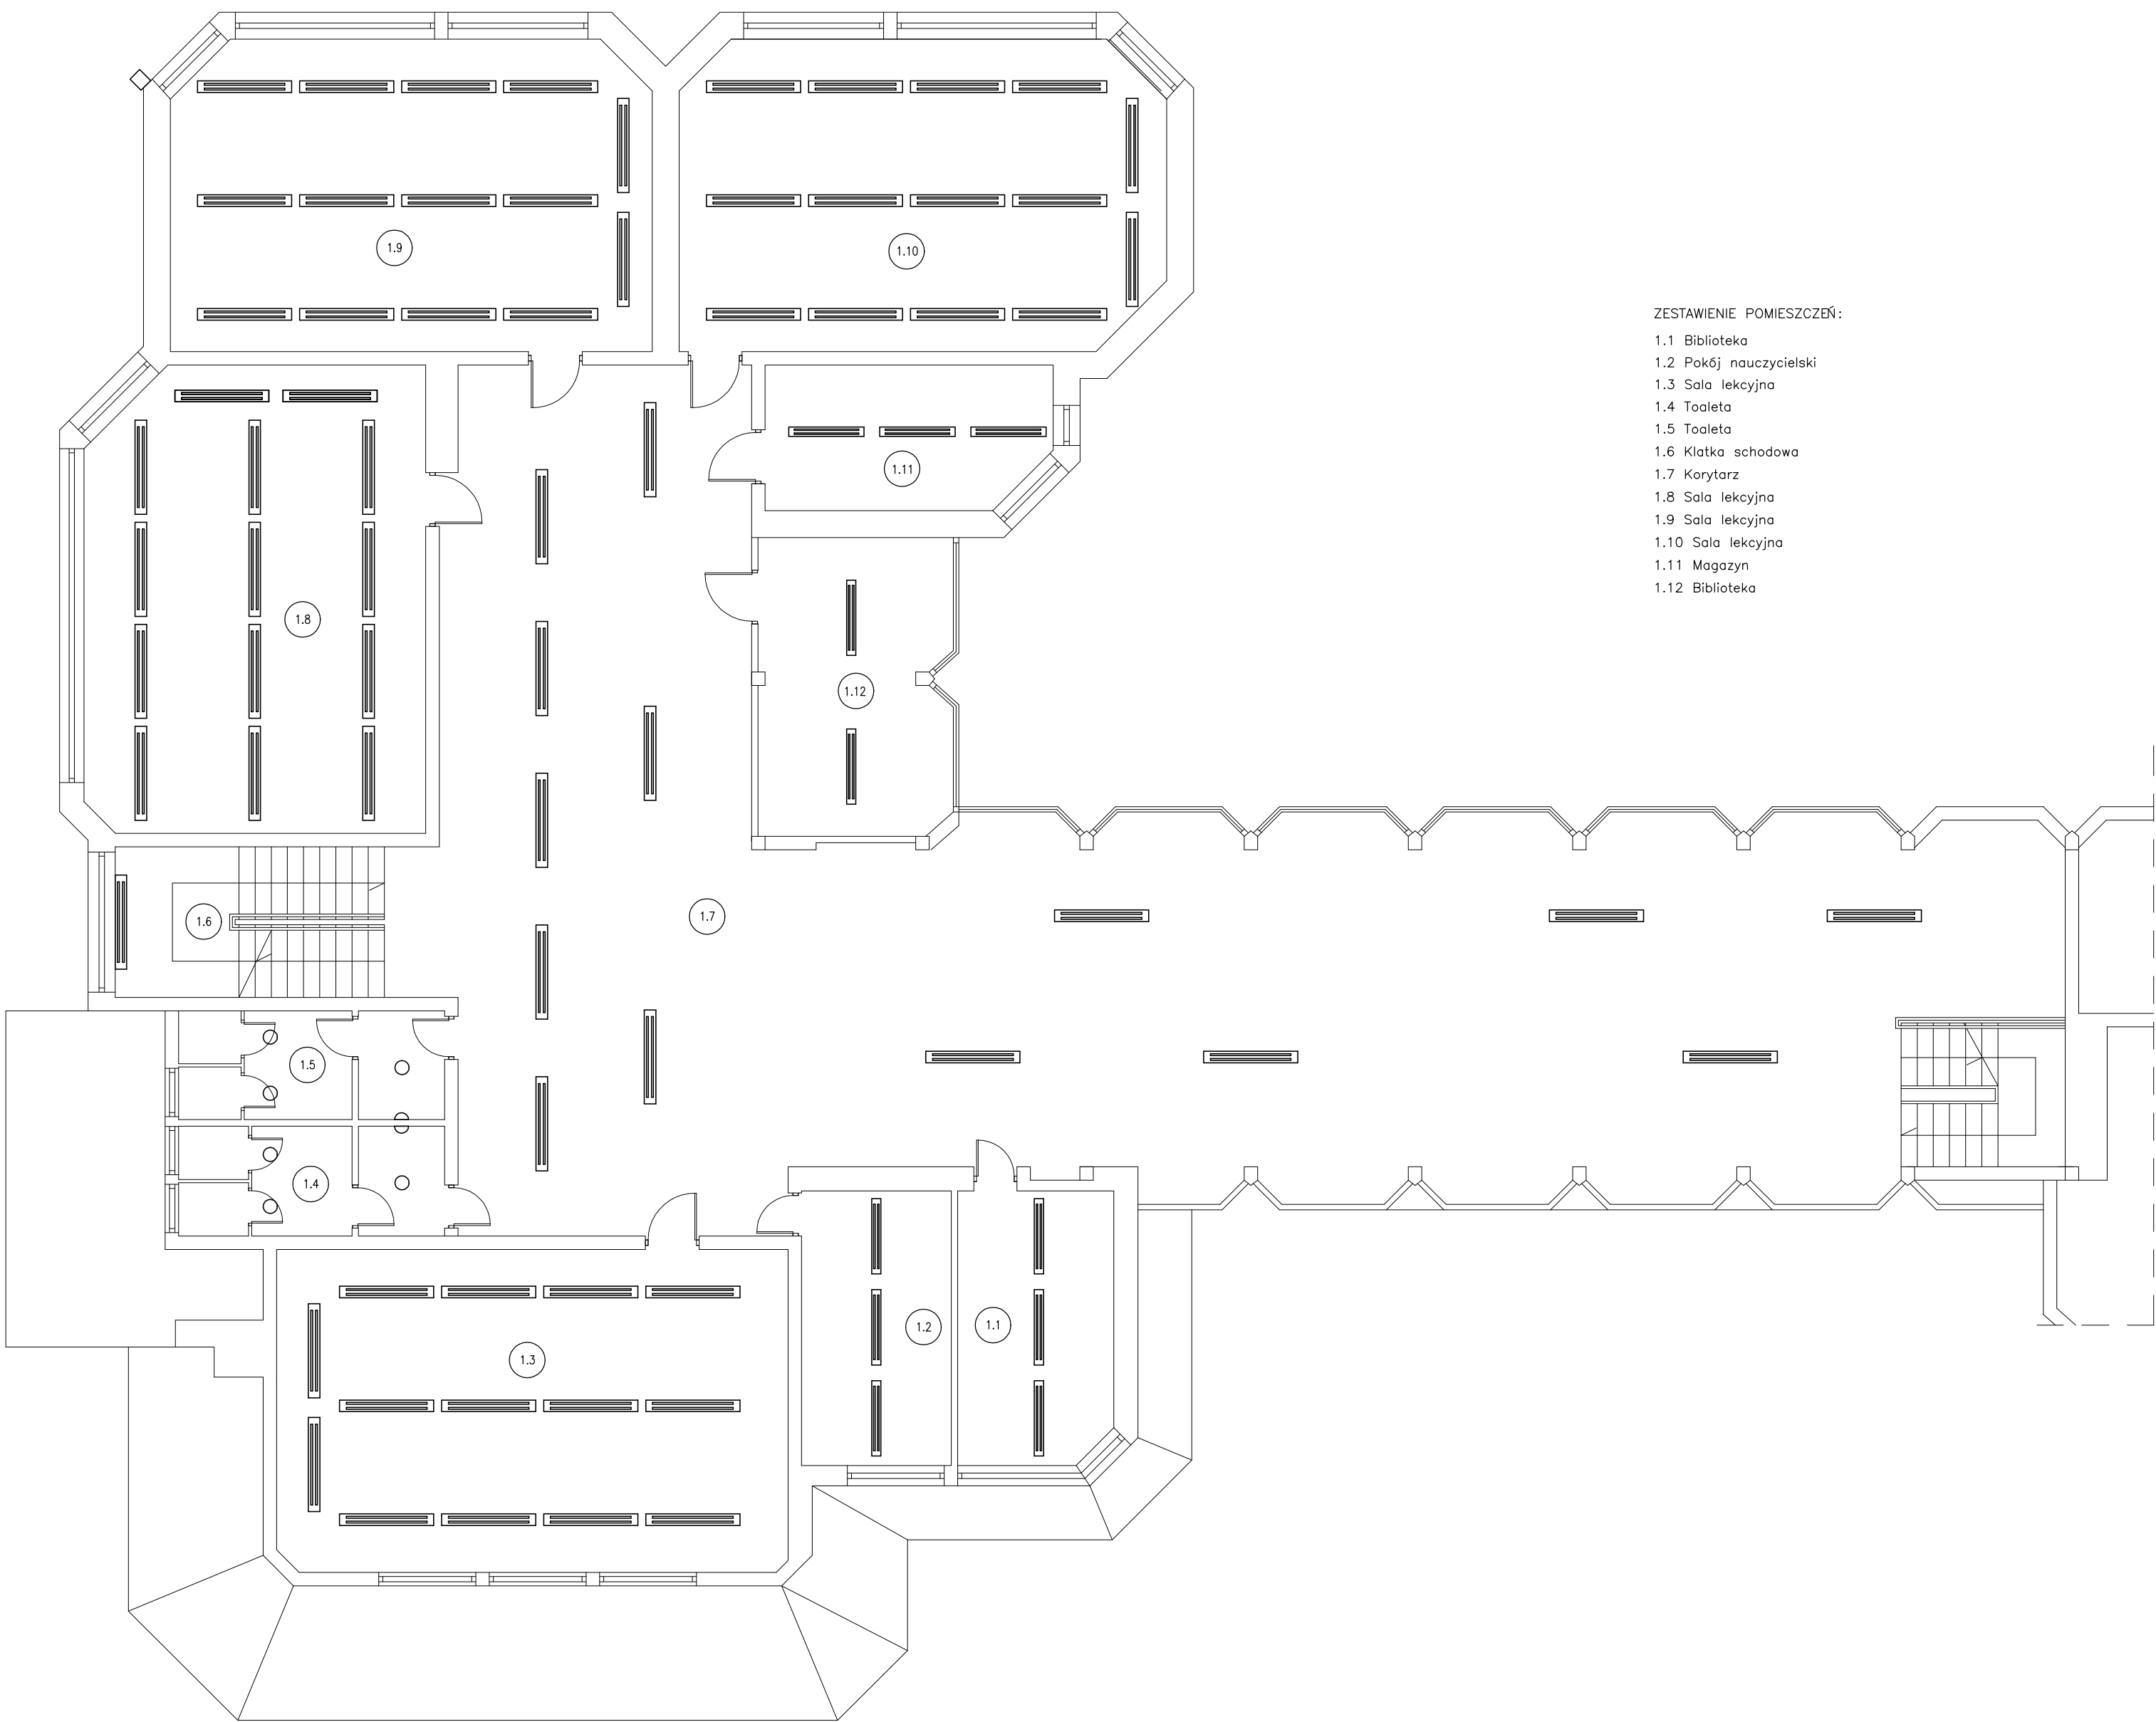 1.9
1.10
ZESTAWIENIE POMIESZCZEŃ:
1.1 Biblioteka
1.2 Pokój nauczycielski
1.3 Sala lekcyjna
1.4 Toaleta
1.5 Toaleta
1.6 Klatka schodowa
1.7 Korytarz
1.8 Sala lekcyjna
1.9 Sala lekcyjna
1.10 Sala lekcyjna
1.11 Magazyn
1.12 Biblioteka
1.11
1.8
1.12
1.6
1.7
1.5
1.4
1.2
1.1
1.3